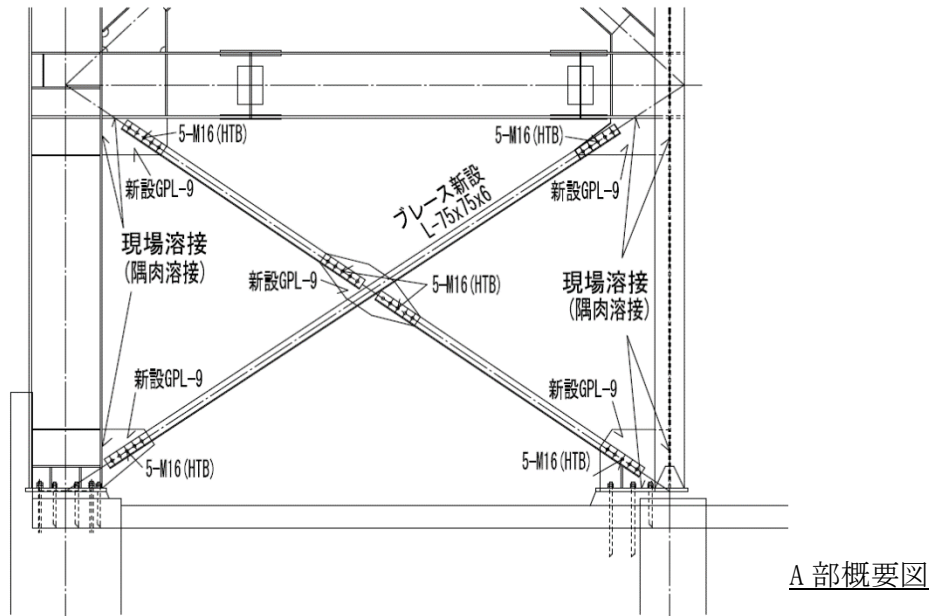 5-M16(HTB)
5-M16(HTB)
新設GPL-9
ブレース新設
L-75x75x6
新設GPL-9
現場溶接
(隅肉溶接)
新設GPL-9
5-M16(HTB)
現場溶接
(隅肉溶接)
新設GPL-9
新設GPL-9
5-M16(HTB)
5-M16(HTB)
A 部概要図